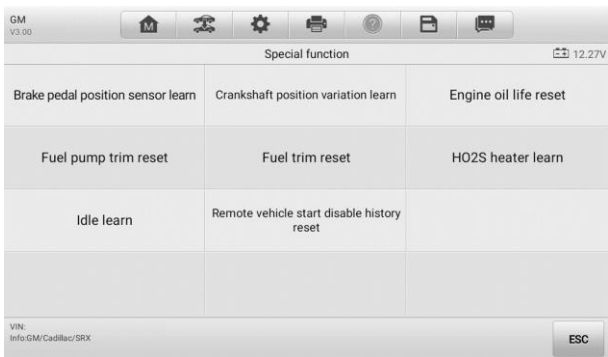 GM
V3.00
M
Special function
12.27V
Brake pedal position sensor learn
Crankshaft position variation learn
Engine oil life reset
Fuel pump trim reset
Fuel trim reset
HO2S heater learn
Idle learn
Remote vehicle start disable history
reset
VIN:
Info:GM/Cadillac/SRX
ESC